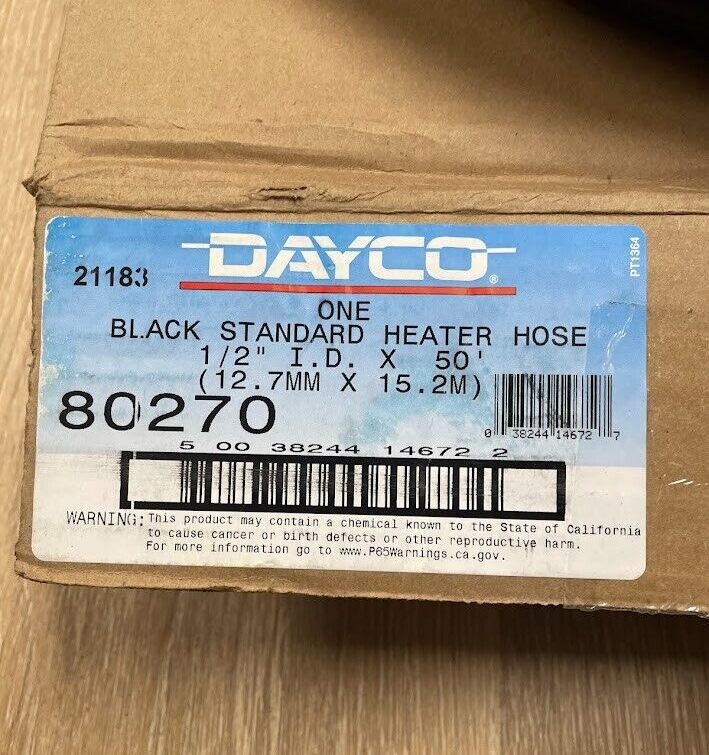 DAYCO®
PT1364
21183
ONE
BLACK STANDARD HEATER HOSE
1/2" I.D. X 50'
(12.7MM X 15.2M)
80270
0 38244 14672 7
5 00 38244 14672 2
WARNING: This product may contain a chemical known to the State of California
to cause cancer or birth defects or other reproductive harm.
For more information go to www.P65Warnings.ca.gov.